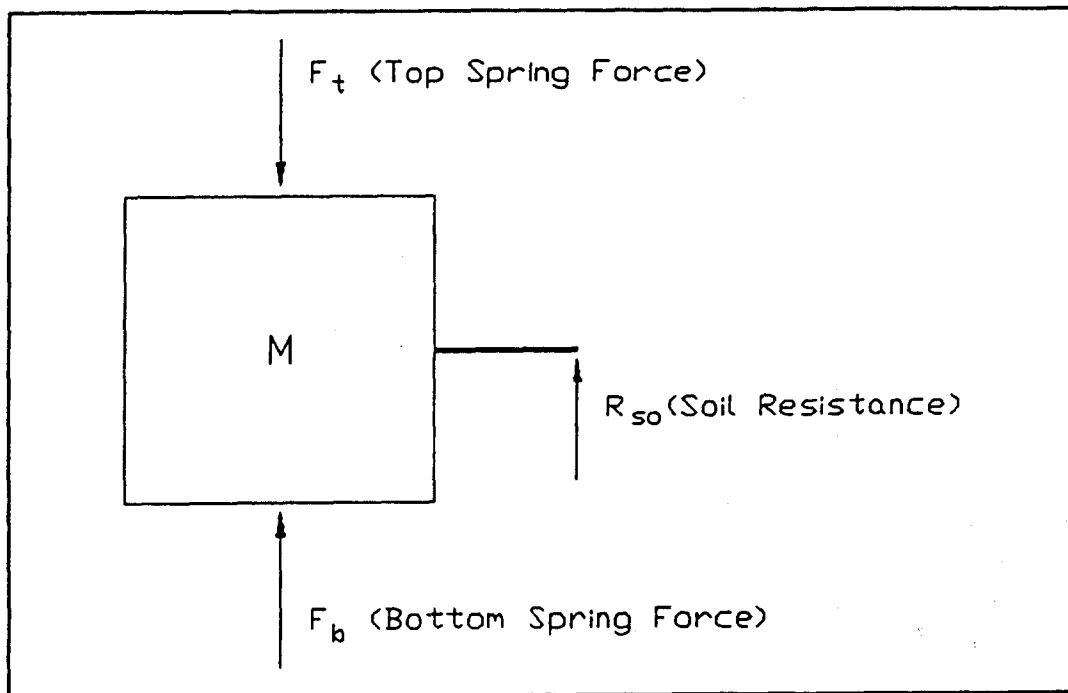 F_t (Top Spring Force)
M
R_so (Soil Resistance)
F_b (Bottom Spring Force)